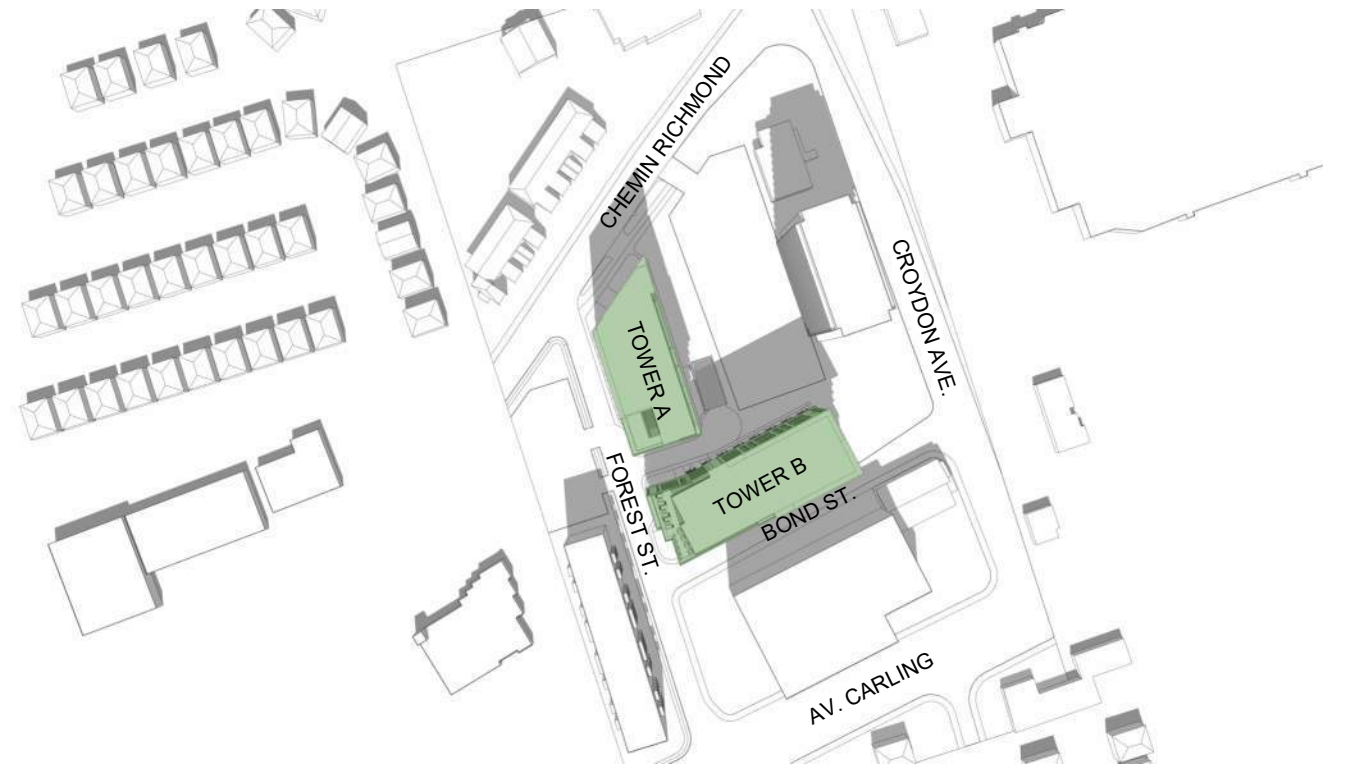 CHEMIN RICHMOND
CROYDON AVE.
TOWER A
TOWER B
FOREST ST.
BOND ST.
AV. CARLING